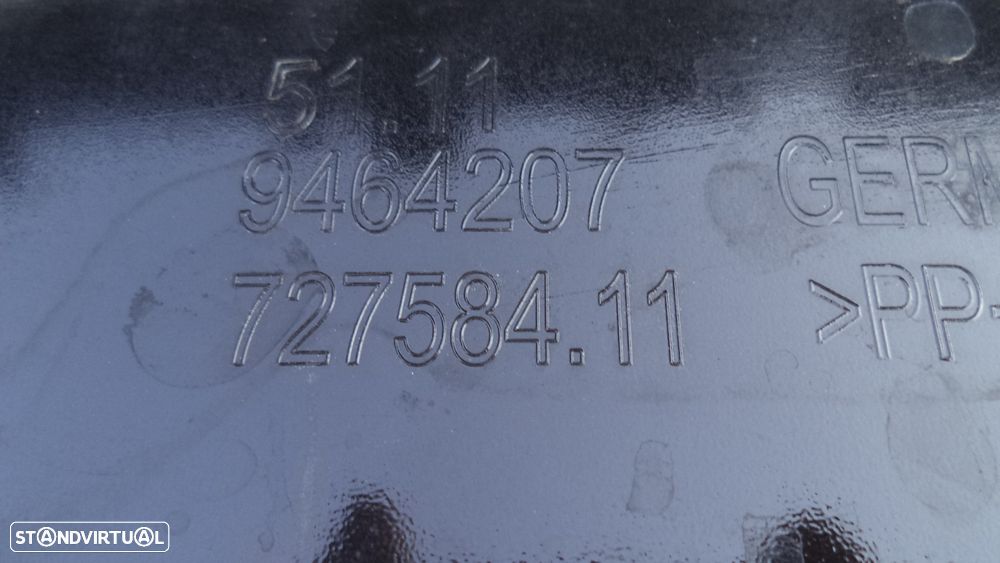 51.11
9464207 GERM
727584.11 >PP-
STANDVIRTUAL